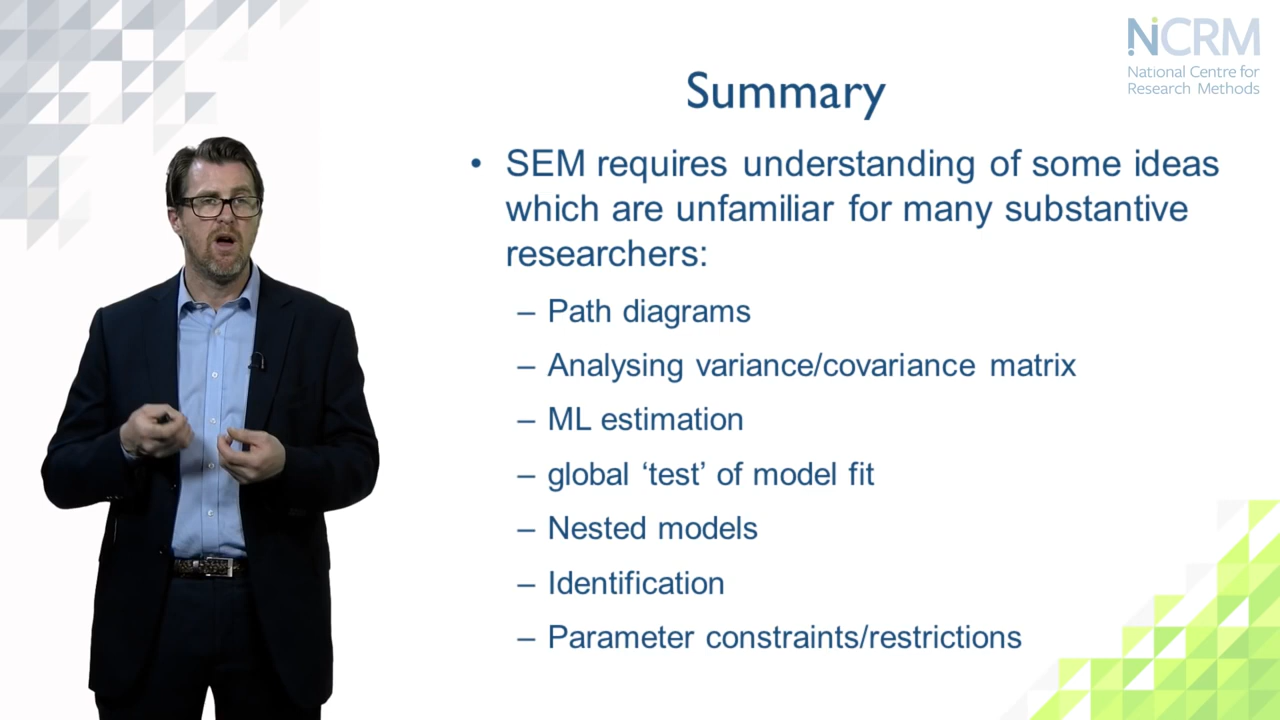 NCRM
National Centre for
Research Methods
Summary
• SEM requires understanding of some ideas
which are unfamiliar for many substantive
researchers:
– Path diagrams
– Analysing variance/covariance matrix
– ML estimation
– global ‘test’ of model fit
– Nested models
– Identification
– Parameter constraints/restrictions